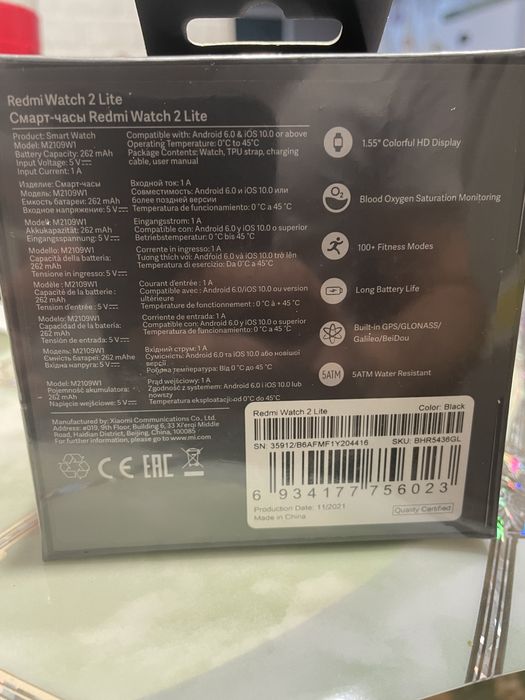 Redmi Watch 2 Lite
Смарт-часы Redmi Watch 2 Lite
Product: Smart Watch
Model: M2109W1
Battery Capacity: 262 mAh
Input Voltage: 5 V
Input Current: 1 A
Compatible with: Android 6.0 & iOS 10.0 or above
Operating Temperature: 0°C to 45°C
Package Contents: Watch, TPU strap, charging
cable, user manual
Изделие: Смарт-часы
Модель: M2109W1
Емкость батареи: 262 mAh
Входное напряжение: 5 V
Входной ток: 1 A
Совместимость: Android 6.0 и iOS 10.0 или
более поздней версии
Temperatura de funcionamiento: 0 °C a 45 °C
Modell: M2109W1
Akkukapazität: 262 mAh
Eingangsspannung: 5 V
Eingangsstrom: 1 A
Compatible con: Android 6.0 y iOS 10.0 o superior
Betriebstemperatur: 0 °C bis 45 °C
Modello: M2109W1
Capacità della batteria:
262 mAh
Tensione in ingresso: 5 V
Corrente in ingresso: 1 A
Tương thích với: Android 6.0 và iOS 10.0 trở lên
Temperatura di esercizio: Da 0°C a 45°C
Modèle: M2109W1
Capacité de la batterie :
262 mAh
Tension d'entrée : 5 V
Courant d'entrée : 1 A
Compatible avec : Android 6.0/iOS 10.0 ou version
ultérieure
Température de fonctionnement : 0 °C à + 45 °C
Modelo: M2109W1
Capacidad de la batería:
262 mAh
Tensión de entrada: 5 V
Corriente de entrada: 1 A
Compatible con: Android 6.0 y iOS 10.0 o superior
Temperatura de funcionamiento: 0 °C a 45 °C
Модель: M2109W1
Ємність батареї: 262 mAhe
Вхідна напруга: 5 V
Вхідний струм: 1 A
Сумісність: Android 6.0 та iOS 10.0 або новішої
версії
Робоча температура: Від 0 °C до 45 °C
Model: M2109W1
Pojemność akumulatora:
262 mAh
Napięcie wejściowe: 5 V
Prąd wejściowy: 1 A
Zgodność z systemem: Android 6.0 i iOS 10.0 lub
nowszy
Temperatura eksploatacji: od 0°C do 45°C
Manufactured by: Xiaomi Communications Co., Ltd.
Address: #019, 9th Floor, Building 6, 33 Xi'erqi Middle
Road, Haidian District, Beijing, China, 100085
For further information, please go to www.mi.com
CE EAC
1.55" Colorful HD Display
O2
Blood Oxygen Saturation Monitoring
100+ Fitness Modes
Long Battery Life
Built-in GPS/GLONASS/
Galileo/BeiDou
5ATM
5ATM Water Resistant
Redmi Watch 2 Lite
Color: Black
SN: 35912/B6AFMF1Y204416
SKU: BHR5436GL
6 934177 756023
Production Date: 11/2021
Made in China
Quality Certified